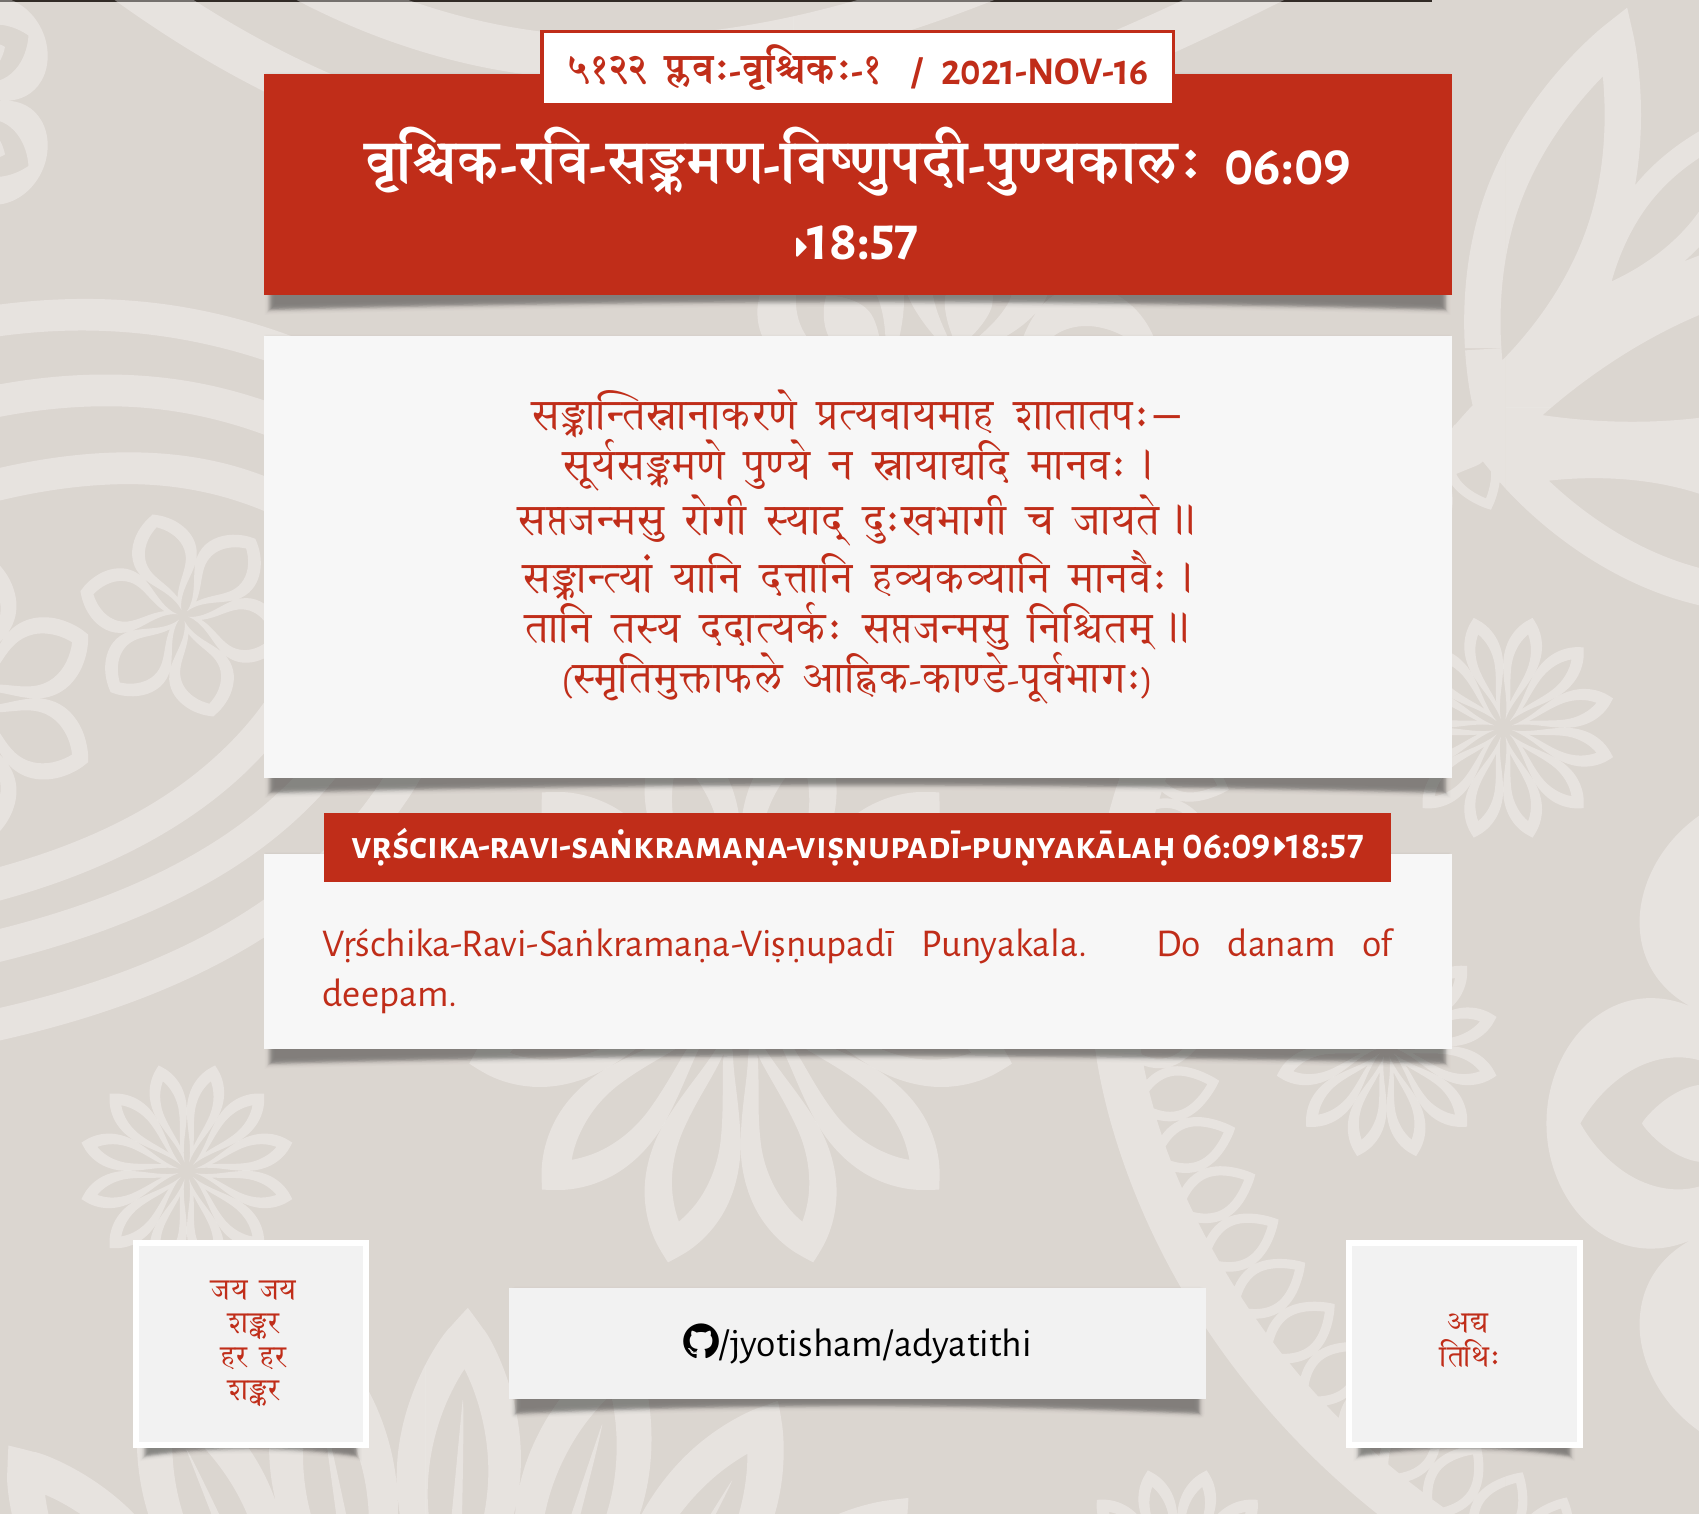 ५१२२ प्लवः-वृश्चिकः-१ / 2021-NOV-16
वृश्चिक-रवि-सङ्क्रमण-विष्णुपदी-पुण्यकालः 06:09
▸18:57
सङ्क्रान्तिस्नानाकरणे प्रत्यवायमाह शातातपः—
सूर्यसङ्क्रमणे पुण्ये न स्नायाद्यदि मानवः ।
सप्तजन्मसु रोगी स्याद् दुःखभागी च जायते ॥
सङ्क्रान्त्यां यानि दत्तानि हव्यकव्यानि मानवैः ।
तानि तस्य ददात्यर्कः सप्तजन्मसु निश्चितम् ॥
(स्मृतिमुक्ताफले आह्निक-काण्डे-पूर्वभागः)
VṚŚCIKA-RAVI-SAṄKRAMAṆA-VIṢṆUPADĪ-PUṆYAKĀLAḤ 06:09▸18:57
Vṛśchika-Ravi-Saṅkramaṇa-Viṣṇupadī Punyakala. Do danam of
deepam.
जय जय
शङ्कर
हर हर
शङ्कर
/jyotisham/adyatithi
अद्य
तिथिः